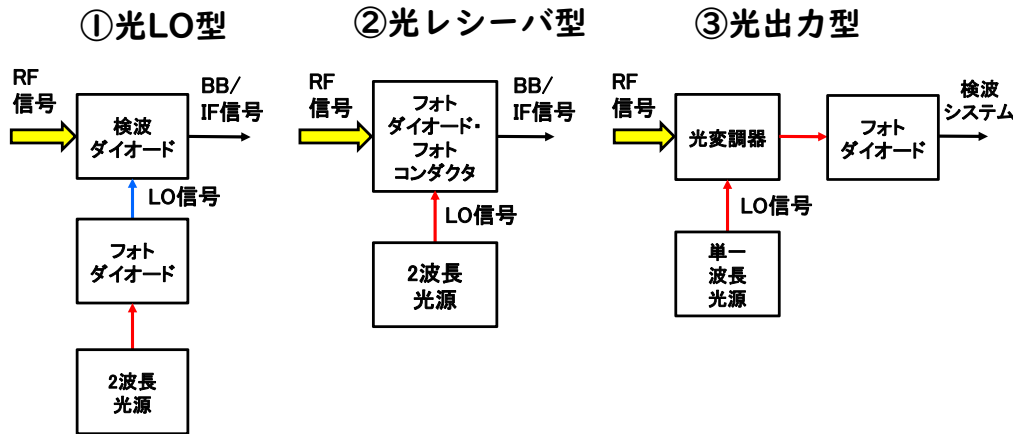 ①光LO型
RF
信号
検波
ダイオード
BB/
IF信号
LO信号
フォト
ダイオード
2波長
光源
②光レシーバ型
RF
信号
フォト
ダイオード・
フォト
コンダクタ
BB/
IF信号
LO信号
2波長
光源
③光出力型
RF
信号
光変調器
フォト
ダイオード
検波
システム
LO信号
単一
波長
光源